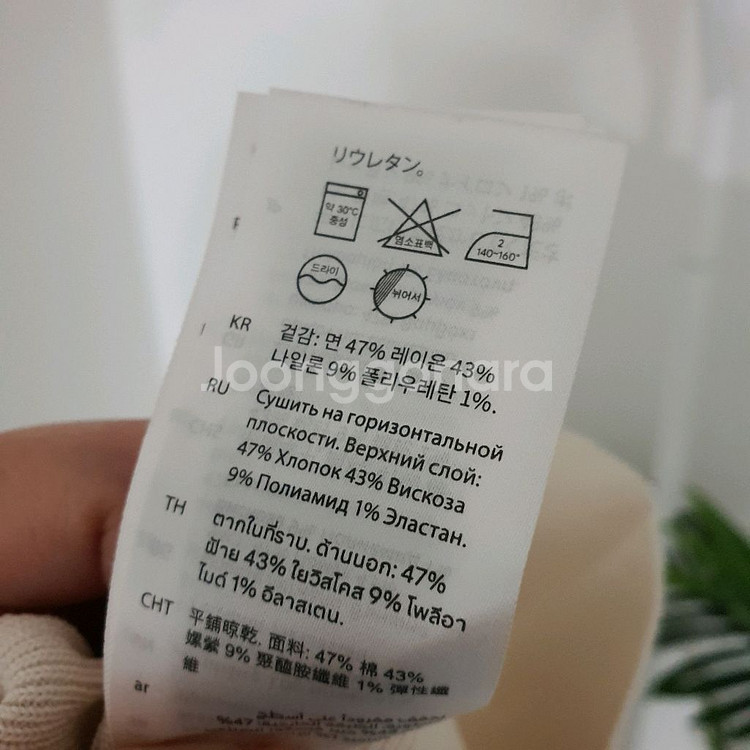 リウレタン。
약 30°C
중성
염소표백
2
140~160°
드라이
뉘어서
KR
겉감: 면 47% 레이온 43%
나일론 9% 폴리우레탄 1%.
Joonggonara
RU
Сушить на горизонтальной
плоскости. Верхний слой:
47% Хлопок 43% Вискоза
9% Полиамид 1% Эластан.
TH
ตากในที่ราบ. ด้านนอก: 47%
ฝ้าย 43% ใยวิสโคส 9% โพลีอา
ไมด์ 1% อีลาสเตน.
CHT
平鋪晾乾. 面料: 47% 棉 43%
嫘縈 9% 聚醯胺纖維 1% 彈性纖
維
ar